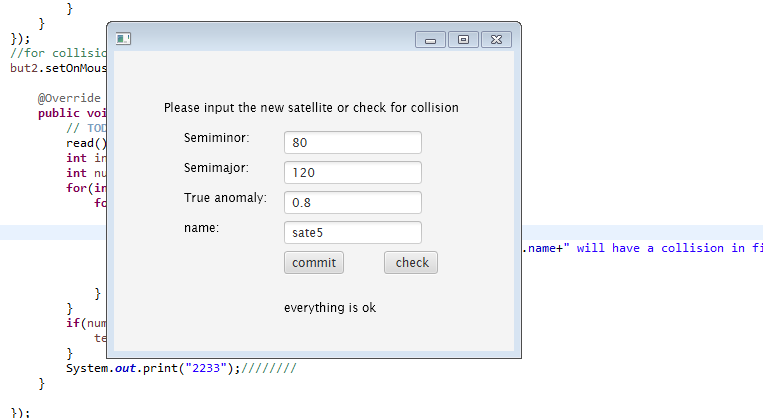 }
}
});
//for collisio
but2.setOnMous
@Override
public voi
// TOD
read()
int in
int nu
for(in
fo
.name+" will have a collision in fi
}
}
if(num
te
}
System.out.print("2233");////////
}
});
Please input the new satellite or check for collision
Semiminor: 80
Semimajor: 120
True anomaly: 0.8
name: sate5
commit check
everything is ok